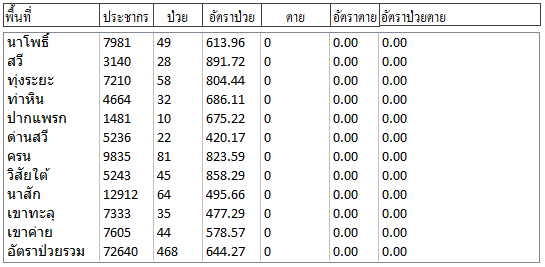 พื้นที่ ประชากร ป่วย อัตราป่วย ตาย อัตราตาย อัตราป่วยตาย
นาโพธิ์ 7981 49 613.96 0 0.00 0.00
สวี 3140 28 891.72 0 0.00 0.00
ทุ่งระยะ 7210 58 804.44 0 0.00 0.00
ท่าหิน 4664 32 686.11 0 0.00 0.00
ปากแพรก 1481 10 675.22 0 0.00 0.00
ด่านสวี 5236 22 420.17 0 0.00 0.00
ครน 9835 81 823.59 0 0.00 0.00
วิสัยใต้ 5243 45 858.29 0 0.00 0.00
นาสัก 12912 64 495.66 0 0.00 0.00
เขาทะลุ 7333 35 477.29 0 0.00 0.00
เขาค่าย 7605 44 578.57 0 0.00 0.00
อัตราป่วยรวม 72640 468 644.27 0 0.00 0.00